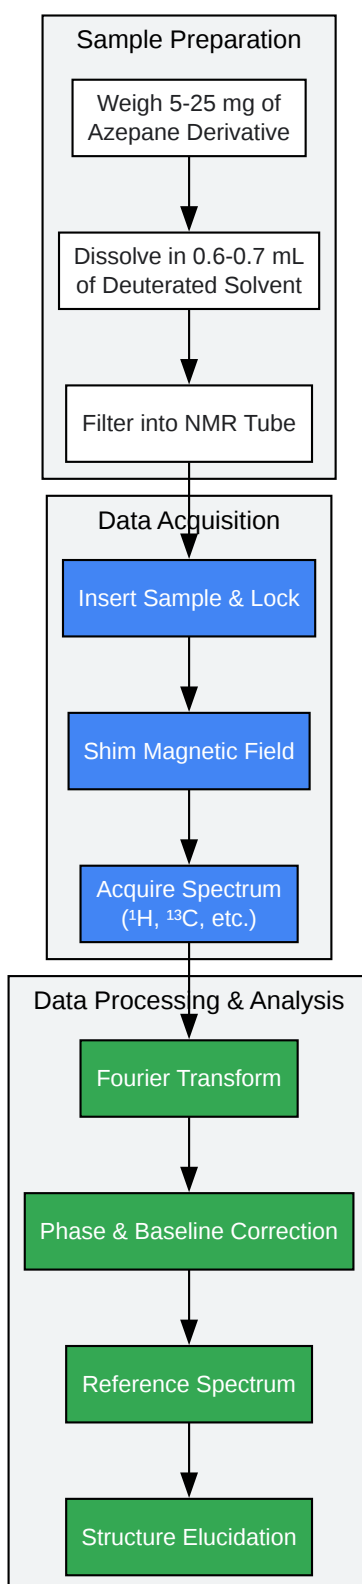 Sample Preparation
Weigh 5-25 mg of
Azepane Derivative
Dissolve in 0.6-0.7 mL
of Deuterated Solvent
Filter into NMR Tube
Data Acquisition
Insert Sample & Lock
Shim Magnetic Field
Acquire Spectrum
(¹H, ¹³C, etc.)
Data Processing & Analysis
Fourier Transform
Phase & Baseline Correction
Reference Spectrum
Structure Elucidation